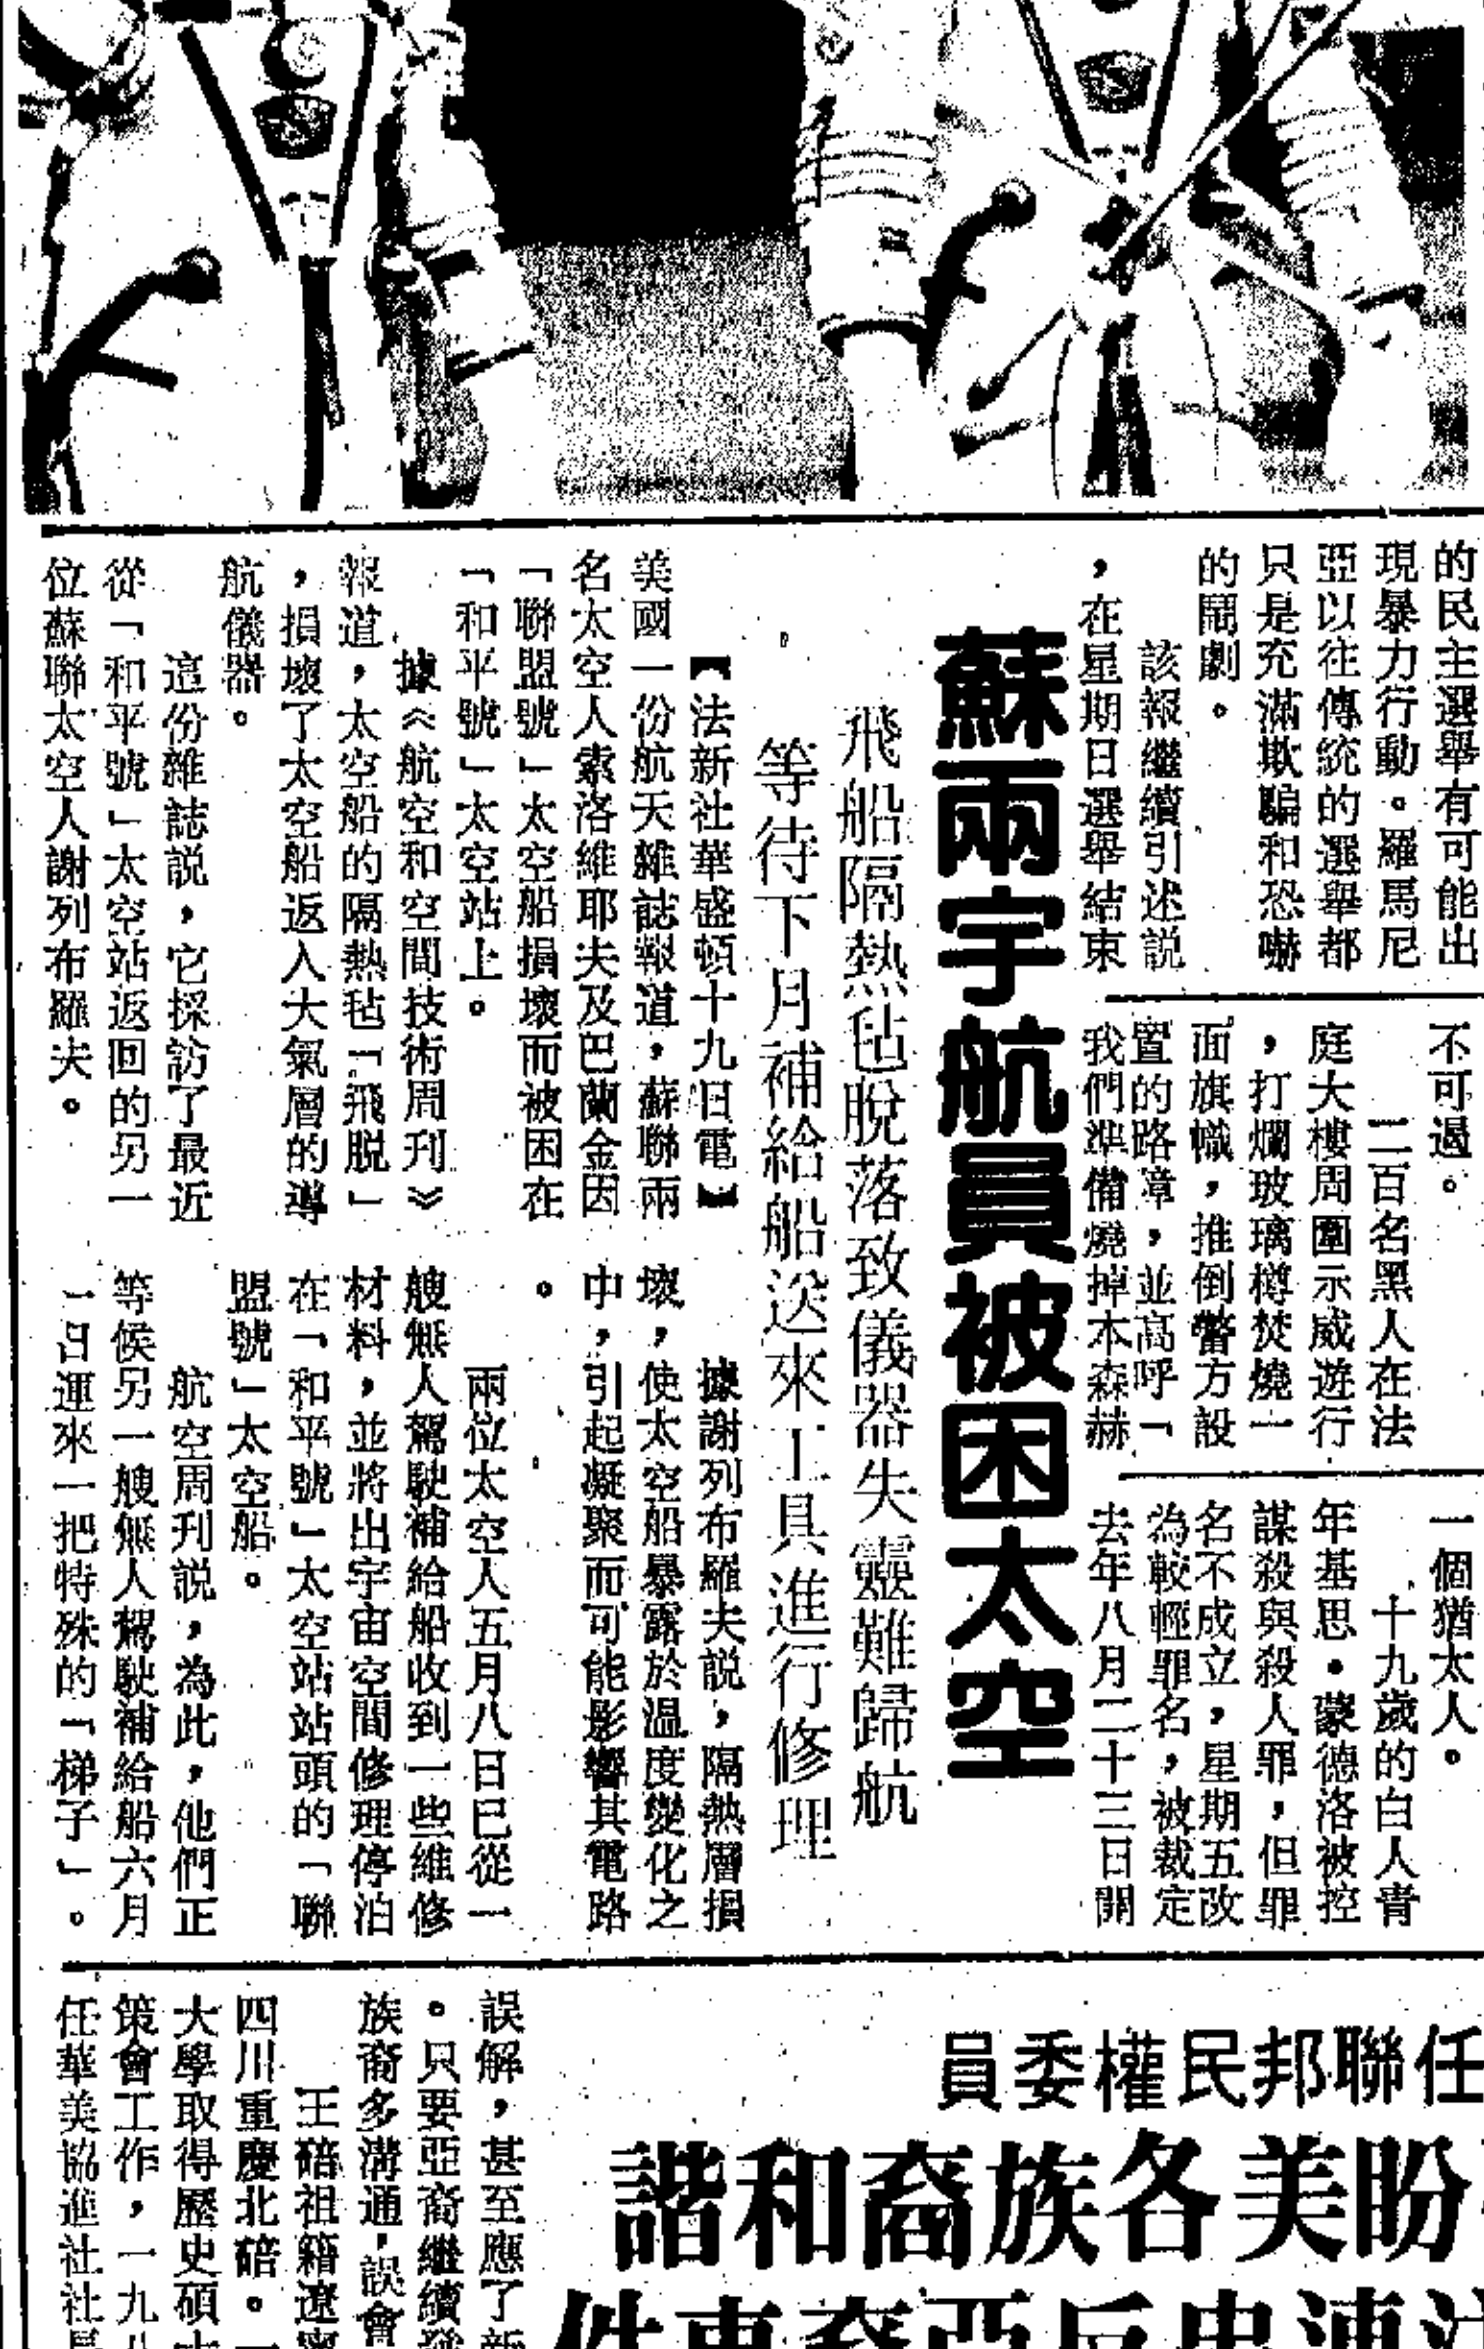 的民主選舉有可能出
現暴力行動。羅馬尼
亞以往傳統的選舉都
只是充滿欺騙和恐嚇
的鬧劇。
該報繼續引述説
，在星期日選舉結束
不可遏。
二百名黑人在法
庭大樓周圍示威遊行
，打爛玻璃樽焚燒一
面旗幟，推倒警方設
置的路障，並高呼「
我們準備燒掉本森赫
一個猶太人。
十九歲的白人青
年基思·蒙德洛被控
謀殺與殺人罪，但罪
名不成立，星期五改
為較輕罪名，被裁定
去年八月二十三日開
蘇兩宇航員被困太空
飛船隔熱毡脫落致儀器失靈難歸航
等待下月補給船送來工具進行修理
【法新社華盛頓十九日電】
美國一份航天雜誌報道，蘇聯兩
名太空人索洛維耶夫及巴蘭金因
「聯盟號」太空船損壞而被困在
「和平號」太空站上。
據《航空和空間技術周刊》
報道，太空船的隔熱毡「飛脱」
，損壞了太空船返入大氣層的導
航儀器。
這份雜誌説，它採訪了最近
從「和平號」太空站返回的另一
位蘇聯太空人謝列布羅夫。
據謝列布羅夫説，隔熱層損
壞，使太空船暴露於溫度變化之
中，引起凝聚而可能影響其電路
。
兩位太空人五月八日已從一
艘無人駕駛補給船收到一些維修
材料，並將出宇宙空間修理停泊
在「和平號」太空站站頭的「聯
盟號」太空船。
航空周刊説，為此，他們正
等候另一艘無人駕駛補給船六月
一日運來一把特殊的「梯子」。
任聯邦民權委員
盼美各族裔和諧
誤解，甚至應了新
。只要亞裔繼續發
族裔多溝通，誤會
王碚祖籍遼寧
四川重慶北碚。一
大學取得歷史碩士
策會工作，一九八
任華美協進社社長